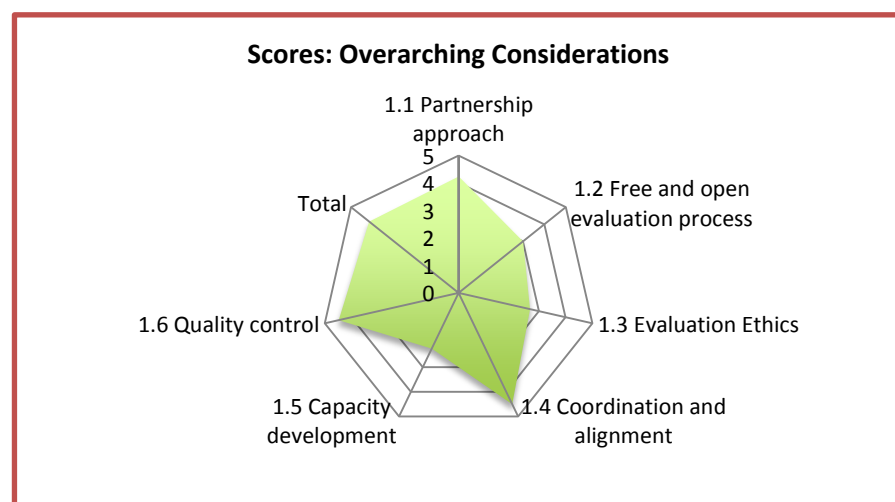 Scores: Overarching Considerations
1.1 Partnership
approach
5
4
3
2
1
0
1.2 Free and open
evaluation process
1.3 Evaluation Ethics
1.4 Coordination and
alignment
1.5 Capacity
development
1.6 Quality control
Total